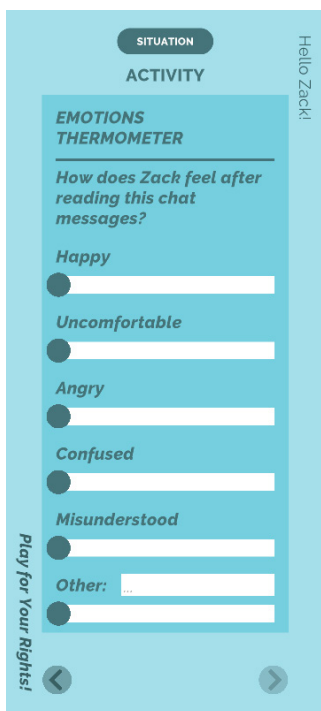 SITUATION
ACTIVITY
Hello Zack!
EMOTIONS
THERMOMETER
How does Zack feel after
reading this chat
messages?
Happy
Uncomfortable
Angry
Confused
Misunderstood
Other:
...
Play for Your Rights!